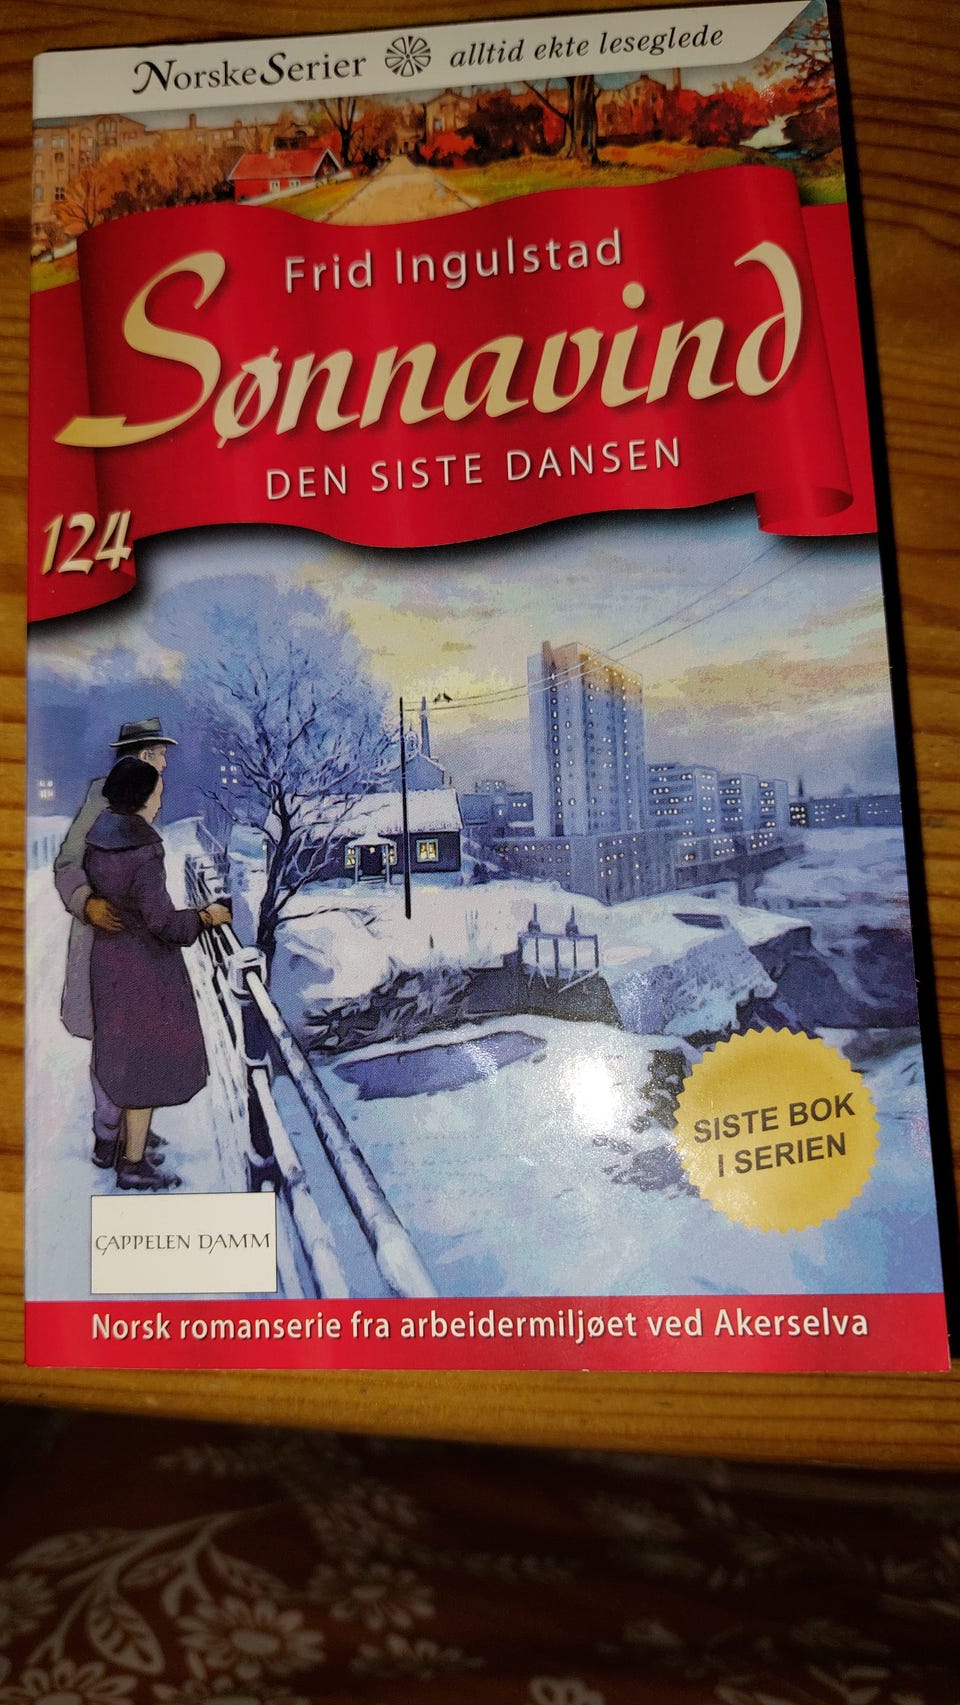 NorskeSerier alltid ekte leseglede
Frid Ingulstad
Sønnavind
DEN SISTE DANSEN
124
SISTE BOK
I SERIEN
CAPPELEN DAMM
Norsk romanserie fra arbeidermiljøet ved Akerselva